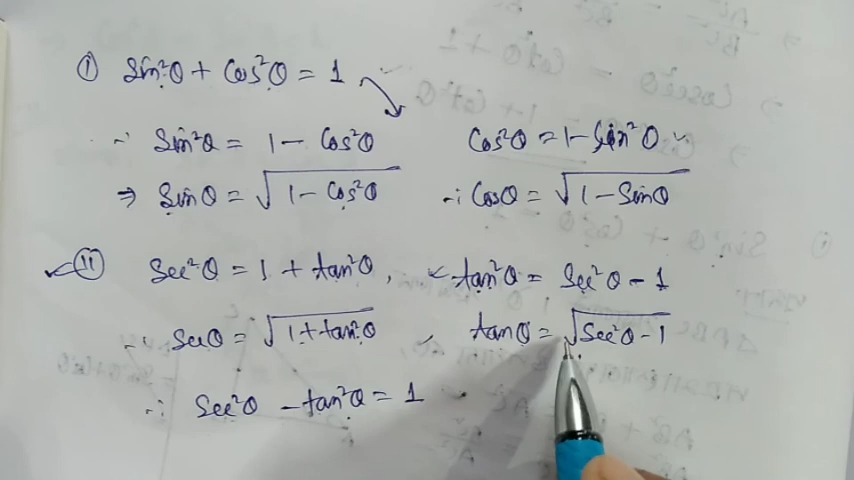 ① Sin²θ + Cos²θ = 1
∴ Sin²θ = 1 − Cos²θ Cos²θ = 1 − Sin²θ
⇒ Sinθ = √(1 − Cos²θ) ∴ Cosθ = √(1 − Sinθ)
⑪ Sec²θ = 1 + tan²θ, tan²θ = Sec²θ − 1
∴ Secθ = √(1 + tan²θ), tanθ = √(Sec²θ − 1)
∴ Sec²θ − tan²θ = 1